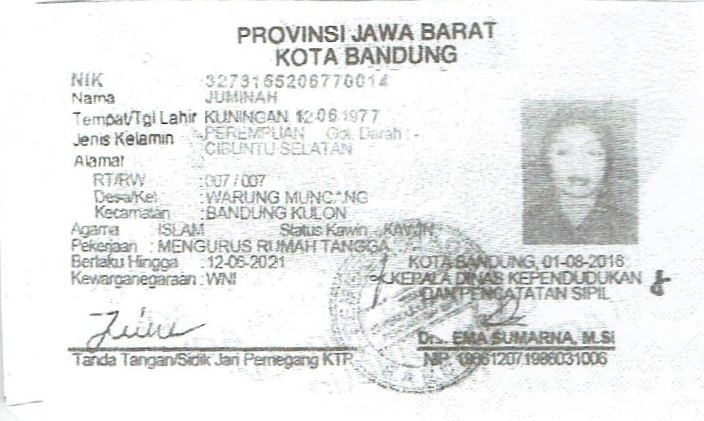 PROVINSI JAWA BARAT
KOTA BANDUNG
NIK : 3273155206770014
Nama : JUMINAH
Tempat/Tgl Lahir : KUNINGAN, 12-06-1977
Jenis Kelamin : PEREMPUAN Gol. Darah : -
Alamat : CIBUNTU SELATAN
RT/RW : 007 / 007
Desa/Kel : WARUNG
Kecamatan : BANDUNG KULON
Agama : ISLAM Status Kawin : KAWIN
Pekerjaan : MENGURUS RUMAH TANGGA
Berlaku Hingga : 12-06-2021
Kewarganegaraan : WNI
KOTA BANDUNG, 01-08-2016
KEPALA DINAS KEPENDUDUKAN
DAN PENCATATAN SIPIL
Drs. EMA SUMARNA, M.Si
NIP.
Tanda Tangan/Sidik Jari Pemegang KTP